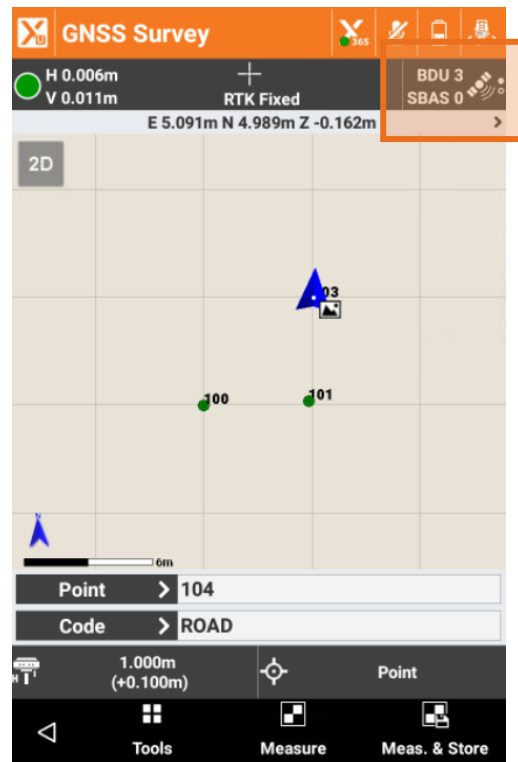 GNSS Survey
365
H 0.006m
V 0.011m
RTK Fixed
BDU 3
SBAS 0
E 5.091m N 4.989m Z -0.162m
2D
03
100
101
N
6m
Point
104
Code
ROAD
H
1.000m
(+0.100m)
Point
Tools
Measure
Meas. & Store